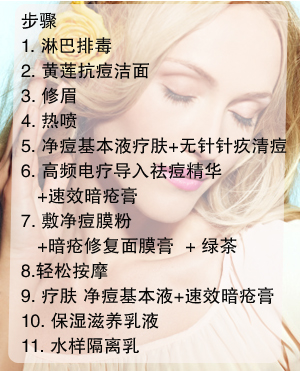 步骤
1. 淋巴排毒
2. 黄莲抗痘洁面
3. 修眉
4. 热喷
5. 净痘基本液疗肤+无针针疚清痘
6. 高频电疗导入祛痘精华
+速效暗疮膏
7. 敷净痘膜粉
+暗疮修复面膜膏 + 绿茶
8.轻松按摩
9. 疗肤 净痘基本液+速效暗疮膏
10. 保湿滋养乳液
11. 水样隔离乳